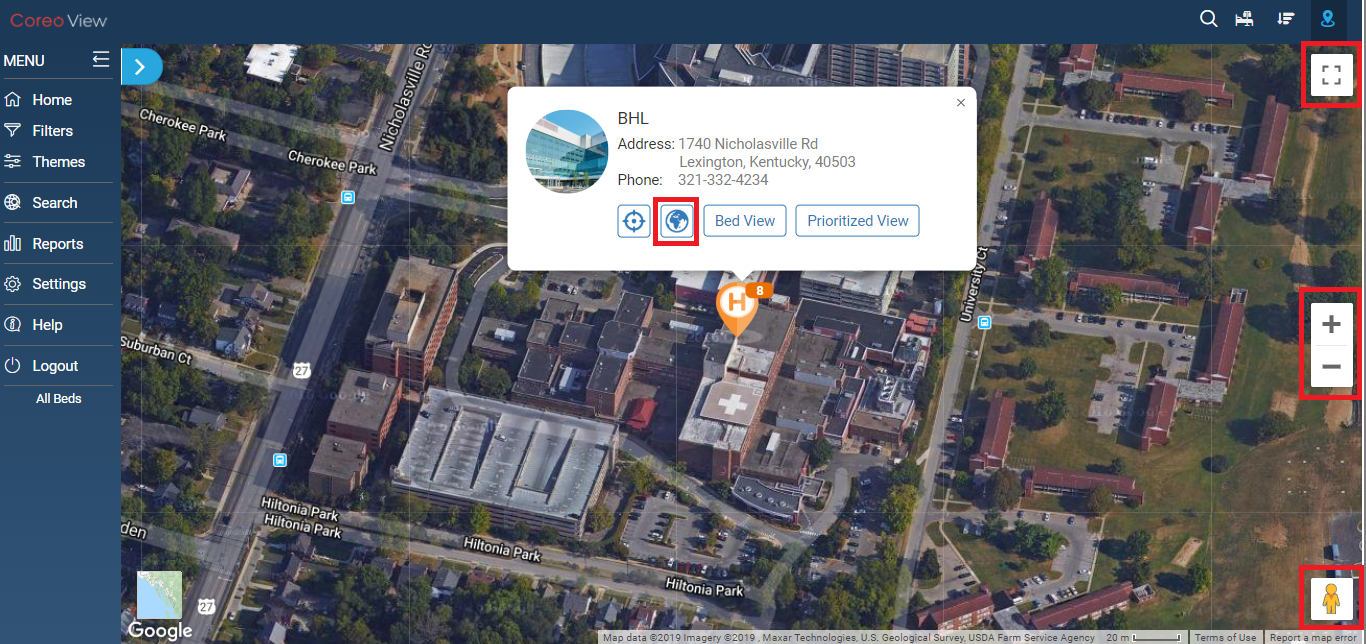 Coreo View
MENU
Home
Filters
Themes
Search
Reports
Settings
Help
Logout
All Beds
Cherokee Park
Cherokee Park
Nicholasville Rd
BHL
Address: 1740 Nicholasville Rd
Lexington, Kentucky, 40503
Phone: 321-332-4234
Bed View
Prioritized View
H
8
University Ct
Suburban Ct
27
Hiltonia Park
Hiltonia Park
den
Hiltonia Park
Hiltonia Park
27
Google
Map data ©2019 Imagery ©2019 , Maxar Technologies, U.S. Geological Survey, USDA Farm Service Agency
20 m
Terms of Use
Report a map error